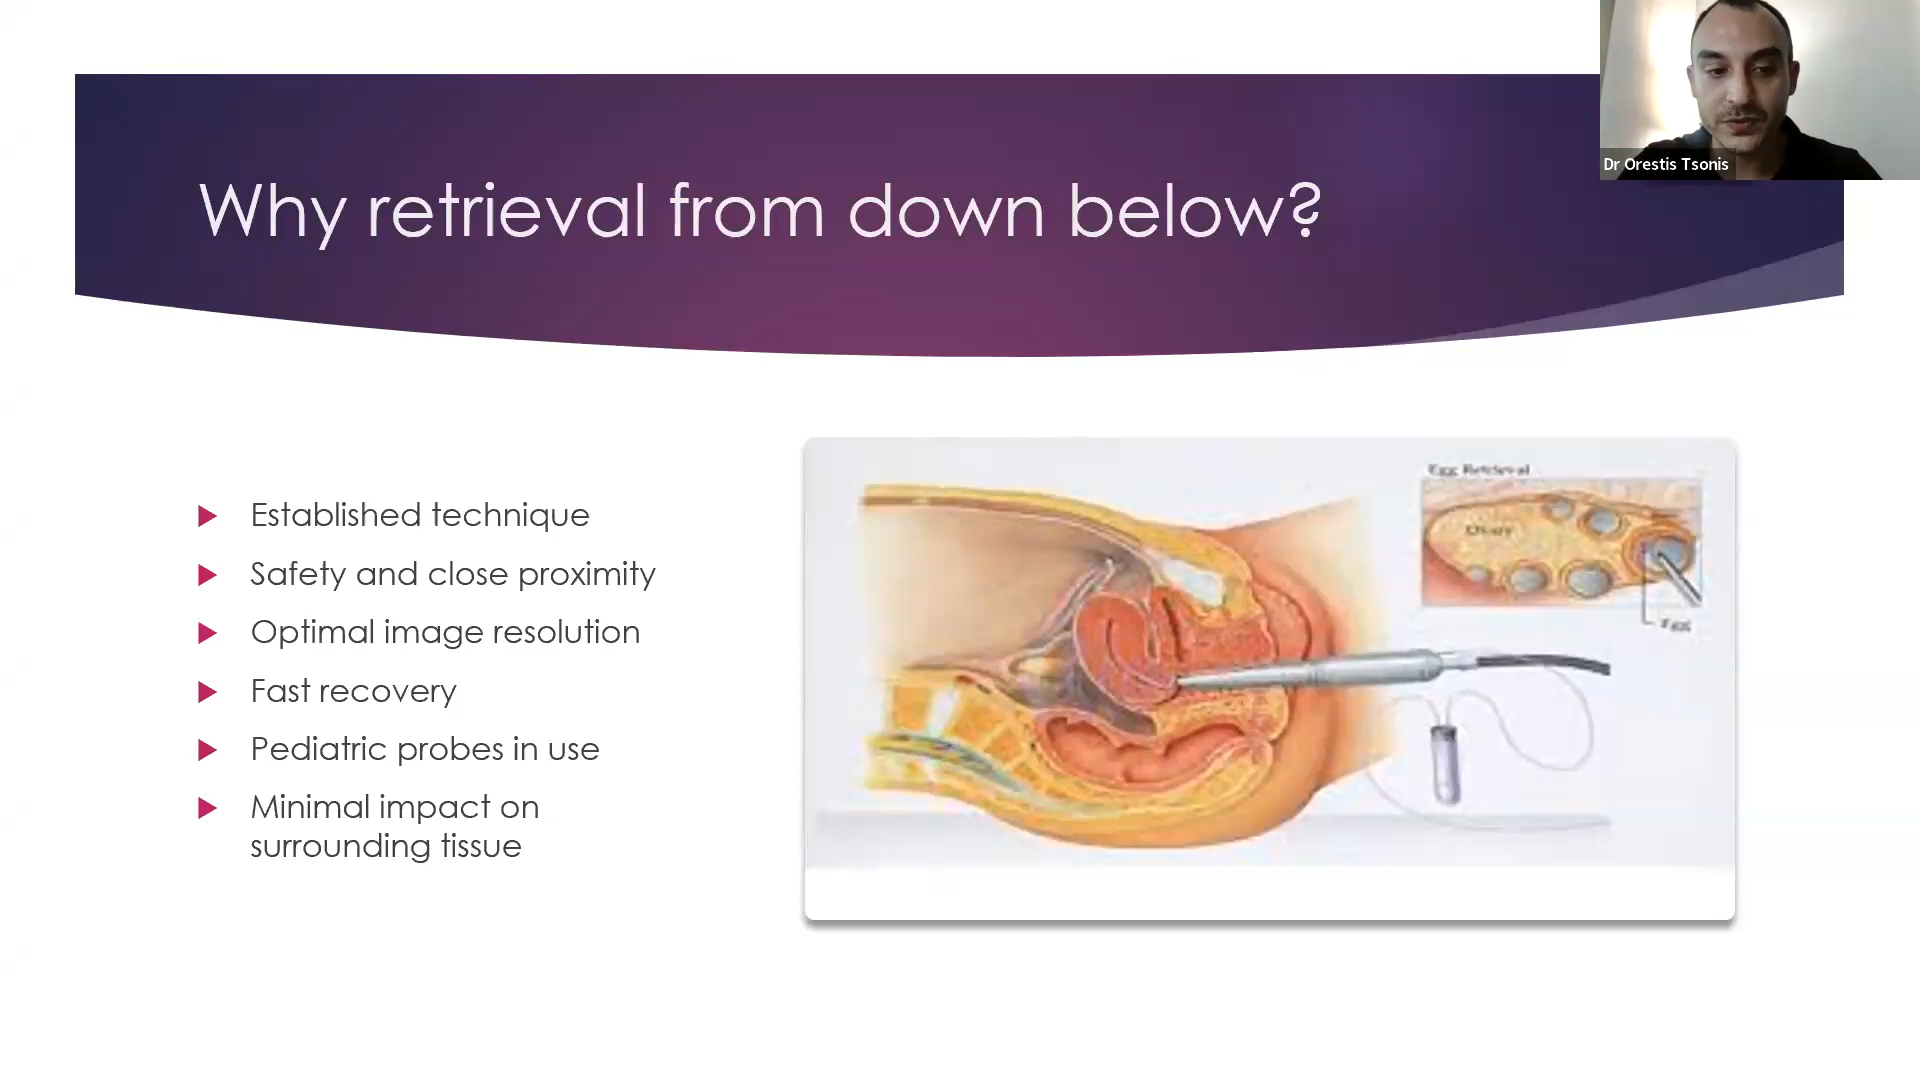 Dr Orestis Tsonis
Why retrieval from down below?
Established technique
Safety and close proximity
Optimal image resolution
Fast recovery
Pediatric probes in use
Minimal impact on
surrounding tissue
Egg Retrieval
Ovary
Egg